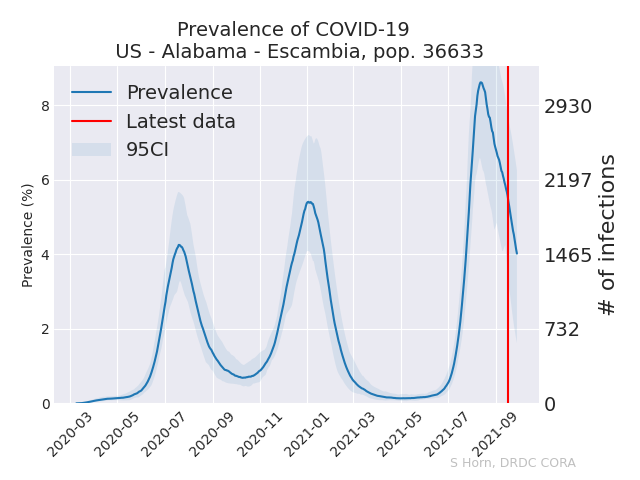 Prevalence of COVID-19
US - Alabama - Escambia, pop. 36633
Prevalence
Latest data
95CI
Prevalence (%)
8
6
4
2
0
2930
2197
1465
732
0
# of infections
2020-03
2020-05
2020-07
2020-09
2020-11
2021-01
2021-03
2021-05
2021-07
2021-09
S Horn, DRDC CORA